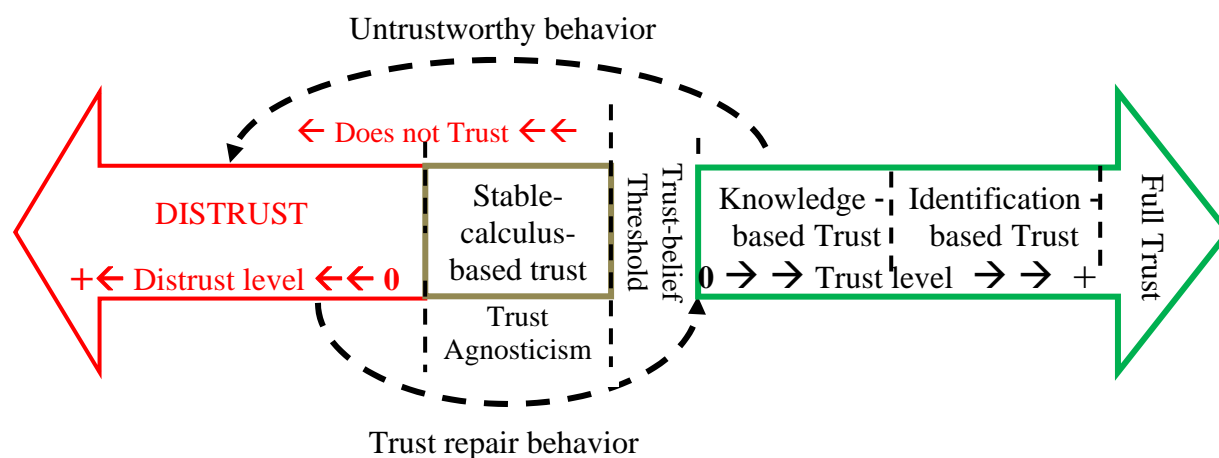 Untrustworthy behavior
← Does not Trust ← ←
DISTRUST
+ ← Distrust level ← ← 0
Stable-
calculus-
based trust
Trust
Agnosticism
Trust-belief
Threshold
Knowledge -
based Trust
Identification -
based Trust
0 → → Trust level → → +
Full Trust
Trust repair behavior